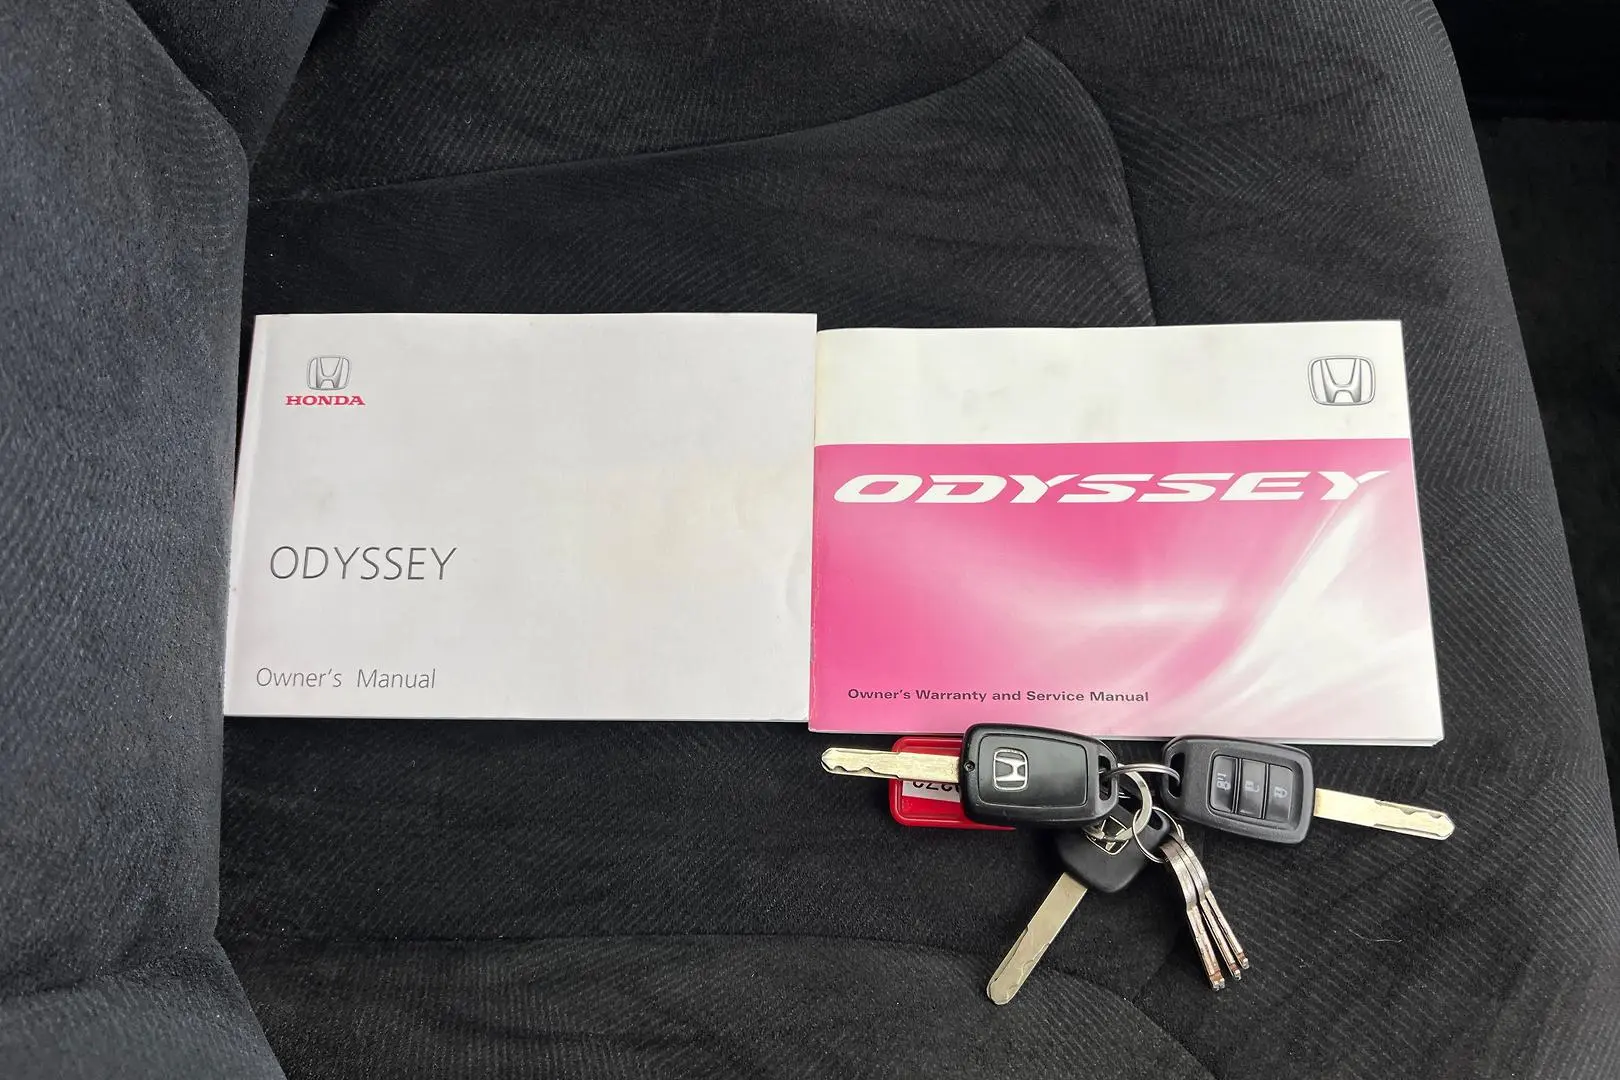 HONDA
ODYSSEY
Owner's Manual
ODYSSEY
Owner's Warranty and Service Manual